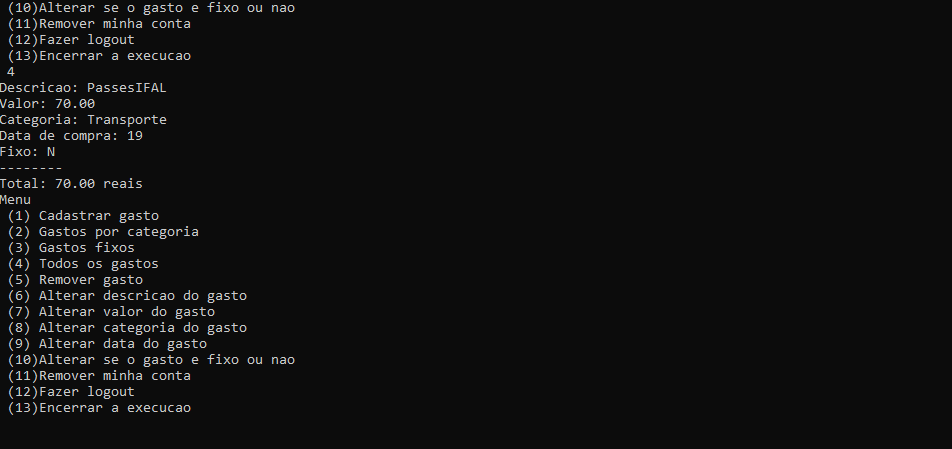 (10)Alterar se o gasto e fixo ou nao
(11)Remover minha conta
(12)Fazer logout
(13)Encerrar a execucao
4
Descricao: PassesIFAL
Valor: 70.00
Categoria: Transporte
Data de compra: 19
Fixo: N
--------
Total: 70.00 reais
Menu
(1) Cadastrar gasto
(2) Gastos por categoria
(3) Gastos fixos
(4) Todos os gastos
(5) Remover gasto
(6) Alterar descricao do gasto
(7) Alterar valor do gasto
(8) Alterar categoria do gasto
(9) Alterar data do gasto
(10)Alterar se o gasto e fixo ou nao
(11)Remover minha conta
(12)Fazer logout
(13)Encerrar a execucao